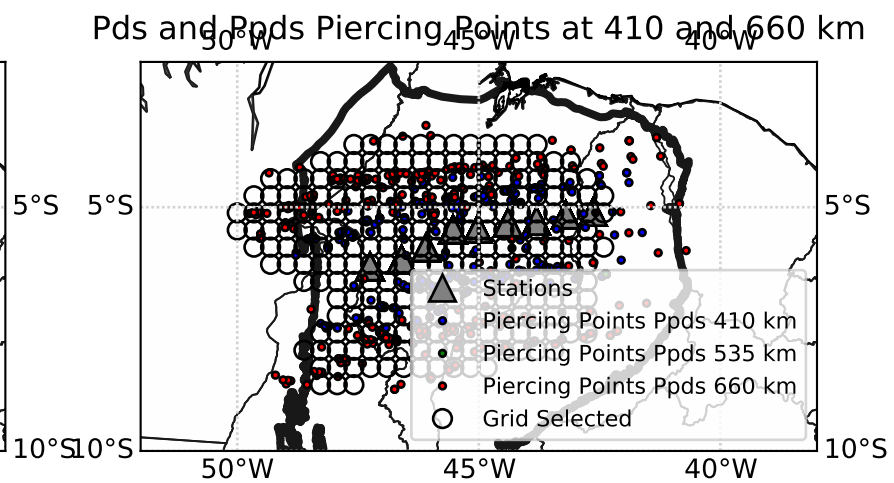 Pds and Ppds Piercing Points at 410 and 660 km
50°W 45°W 40°W
5°S 5°S 5°S
Stations
Piercing Points Ppds 410 km
Piercing Points Ppds 535 km
Piercing Points Ppds 660 km
Grid Selected
10°S 10°S 10°S
50°W 45°W 40°W